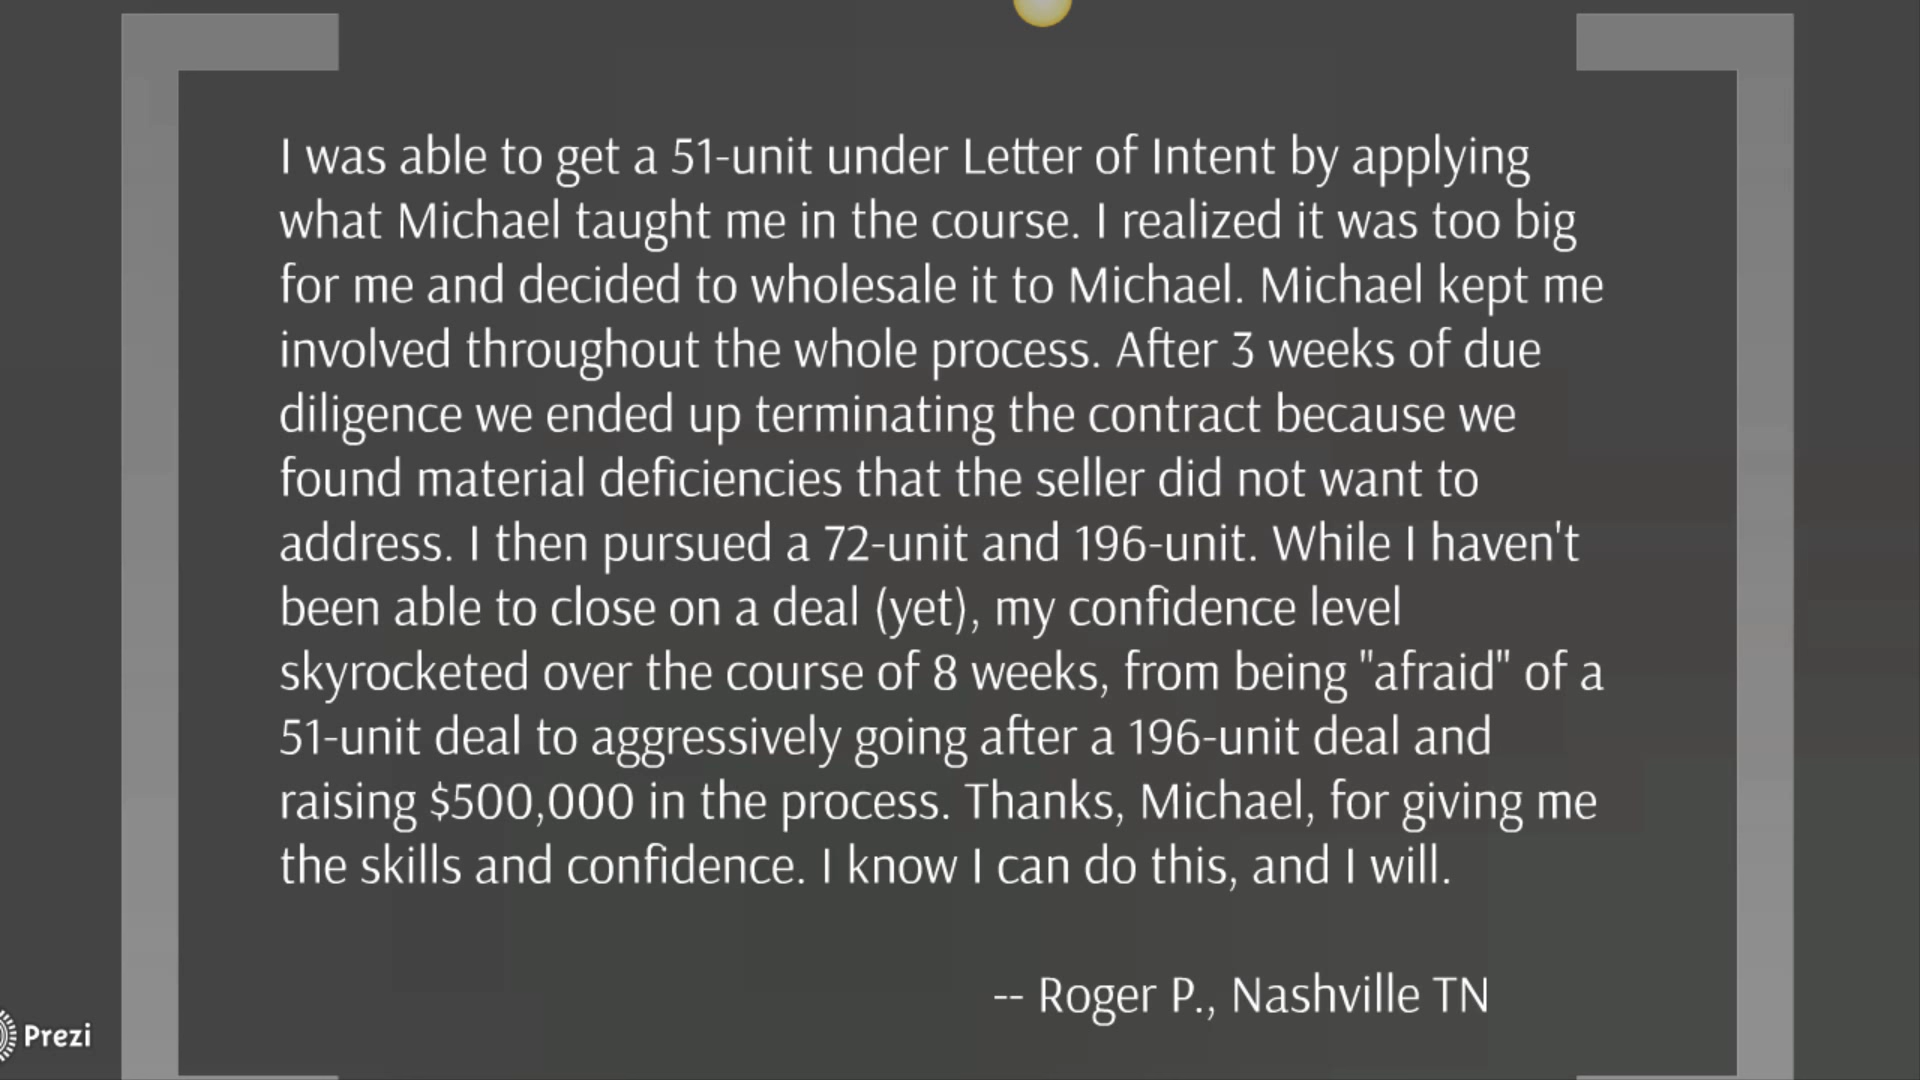 I was able to get a 51-unit under Letter of Intent by applying
what Michael taught me in the course. I realized it was too big
for me and decided to wholesale it to Michael. Michael kept me
involved throughout the whole process. After 3 weeks of due
diligence we ended up terminating the contract because we
found material deficiencies that the seller did not want to
address. I then pursued a 72-unit and 196-unit. While I haven't
been able to close on a deal (yet), my confidence level
skyrocketed over the course of 8 weeks, from being "afraid" of a
51-unit deal to aggressively going after a 196-unit deal and
raising $500,000 in the process. Thanks, Michael, for giving me
the skills and confidence. I know I can do this, and I will.
-- Roger P., Nashville TN
Prezi